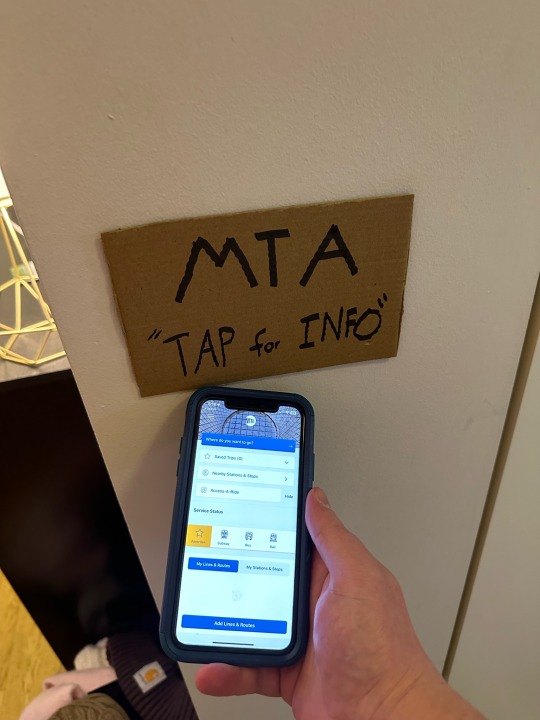 MTA
"TAP for INFO"
Where do you want to go?
Saved Trips (0)
Nearby Stations & Stops
Access-A-Ride
Hide
Service Status
Subway
Bus
Rail
My Lines & Routes
My Stations & Stops
Add Lines & Routes